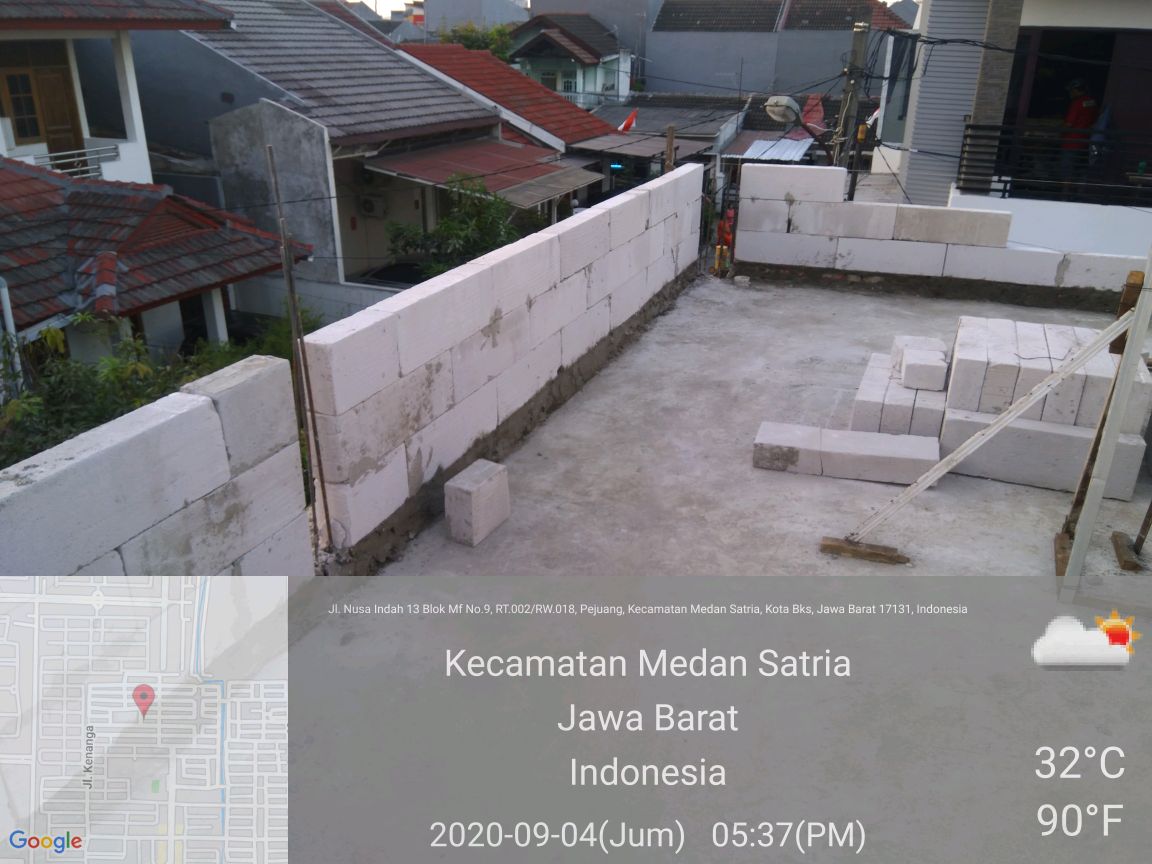 Jl. Nusa Indah 13 Blok Mf No.9, RT.002/RW.018, Pejuang, Kecamatan Medan Satria, Kota Bks, Jawa Barat 17131, Indonesia
Kecamatan Medan Satria
Jawa Barat
Indonesia
32°C
90°F
2020-09-04(Jum) 05:37(PM)
Jl. Kenanga
Google